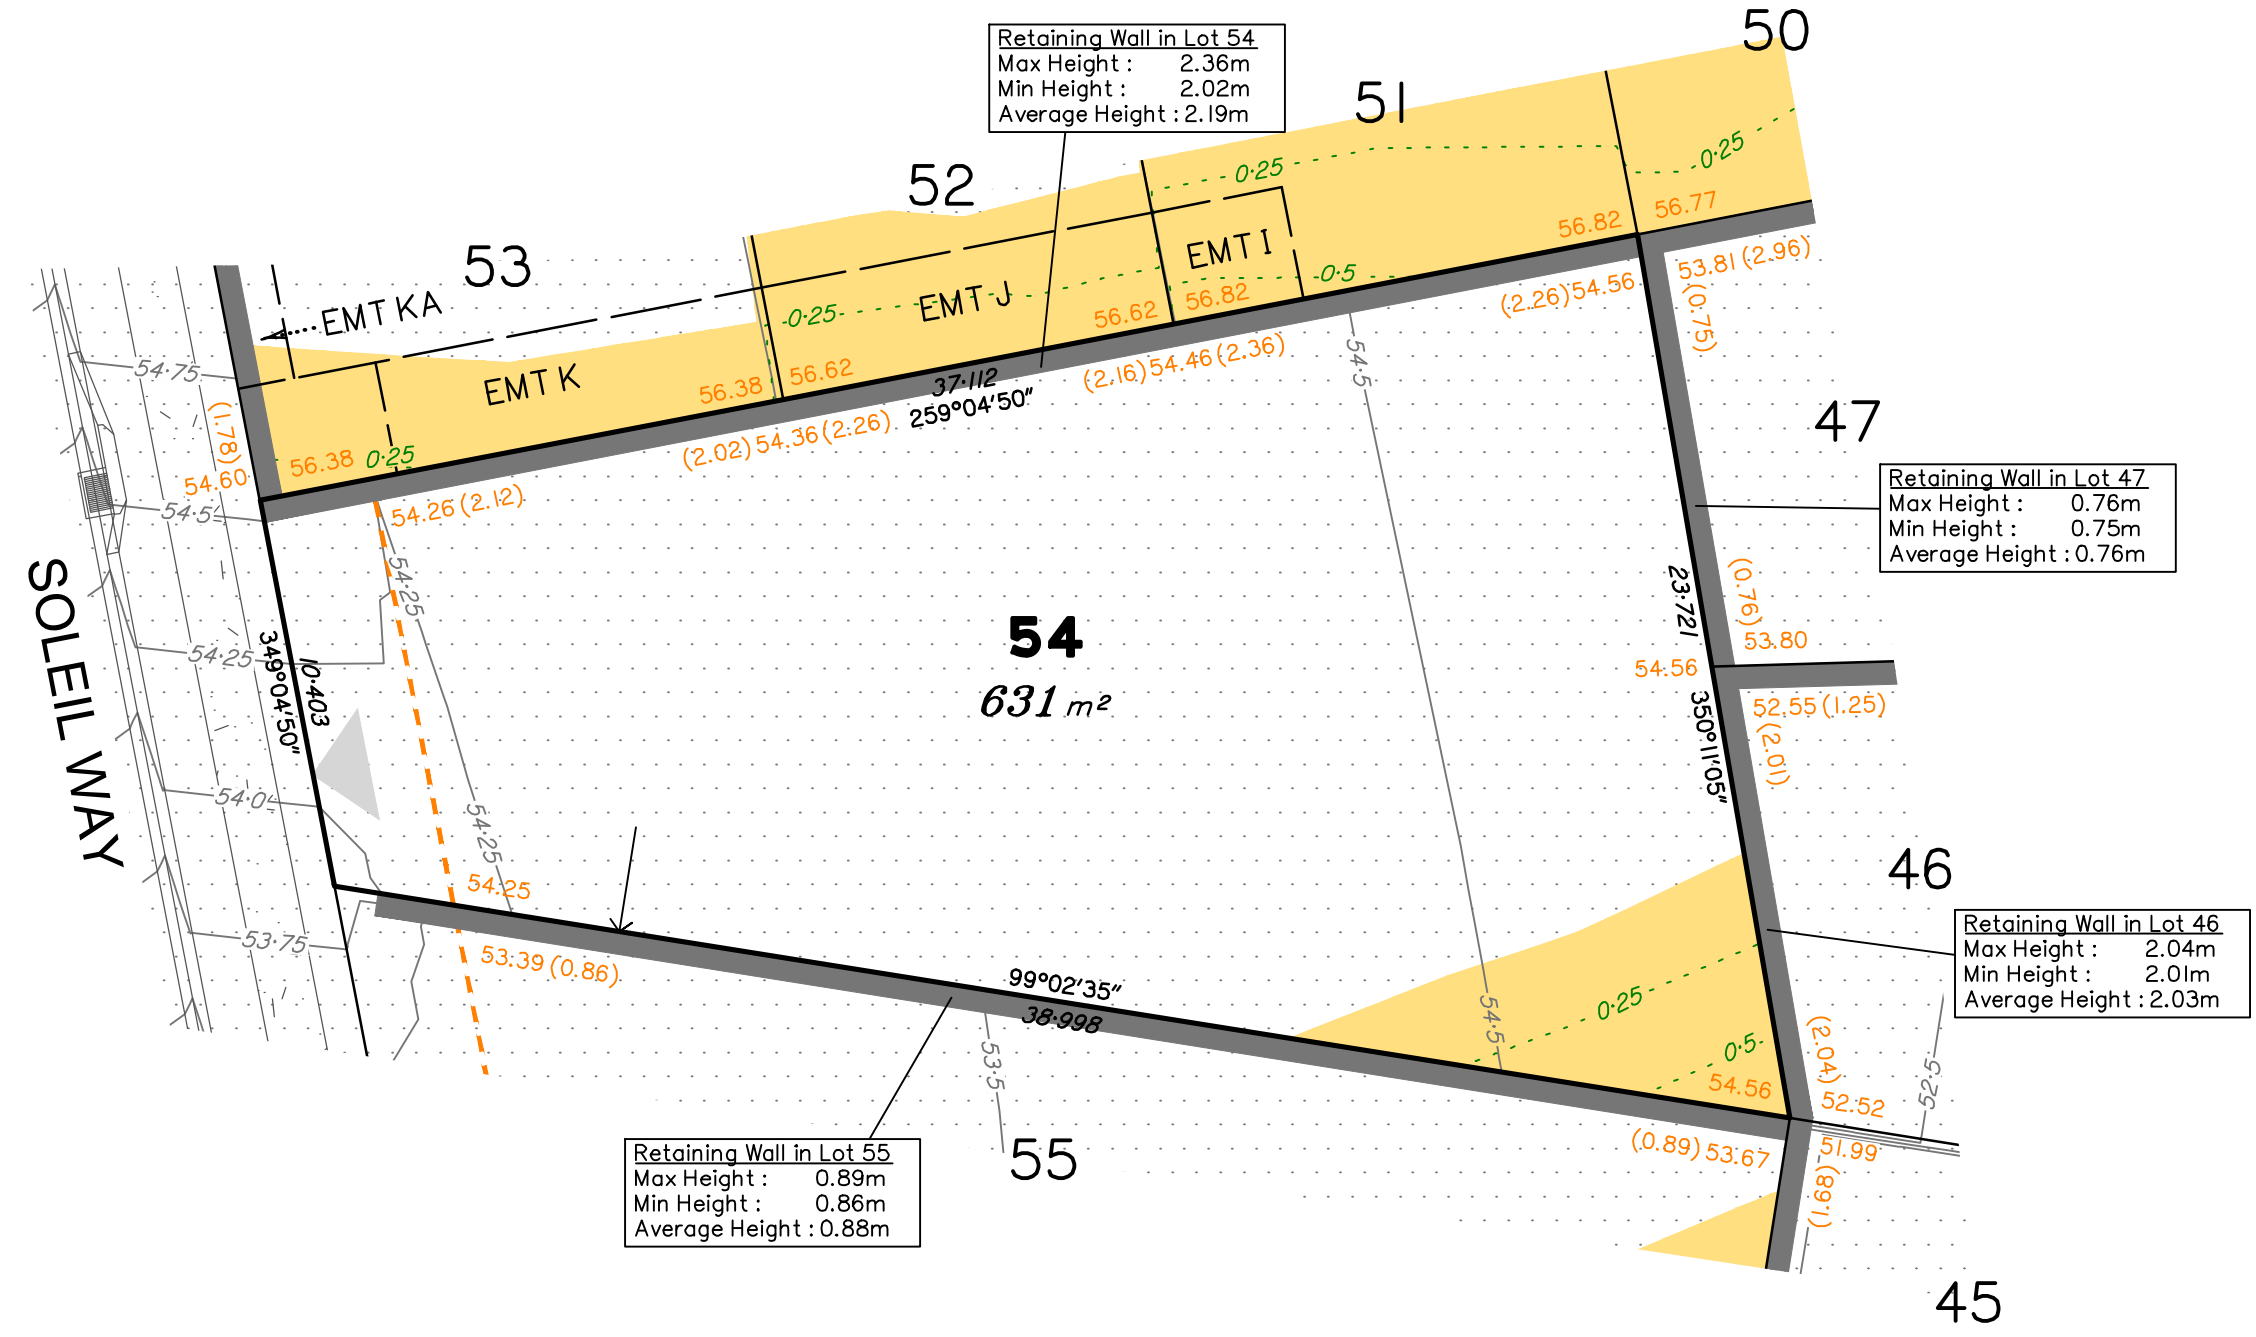 50
Retaining Wall in Lot 54
Max Height : 2.36m
Min Height : 2.02m
Average Height : 2.19m
51
52
53
0·25
0·25
56.77
56.82
53.81 (2.96)
(0.75)
(2.26) 54.56
EMT I
0·5
56.82
56.62
EMT J
0·25
EMT KA
EMT K
56.62
56.38
37·112
259°04'50"
(2.16) 54.46 (2.36)
(2.02) 54.36 (2.26)
54·5
54·75
(1.78)
54.60
56.38
0·25
54.26 (2.12)
54·5
47
Retaining Wall in Lot 47
Max Height : 0.76m
Min Height : 0.75m
Average Height : 0.76m
SOLEIL WAY
54·25
54·25
349°04'50"
10·403
54
631 m²
23·721
350°11'05"
(0.76)
53.80
54.56
52.55 (1.25)
(2.01)
54·0
54·25
46
Retaining Wall in Lot 46
Max Height : 2.04m
Min Height : 2.01m
Average Height : 2.03m
54.25
53·75
53.39 (0.86)
99°02'35"
38·998
54·5
0·25
0·5
54.56
(2.04)
52.52
52·5
53·5
55
Retaining Wall in Lot 55
Max Height : 0.89m
Min Height : 0.86m
Average Height : 0.88m
(0.89) 53.67
51.99
(1.68)
45